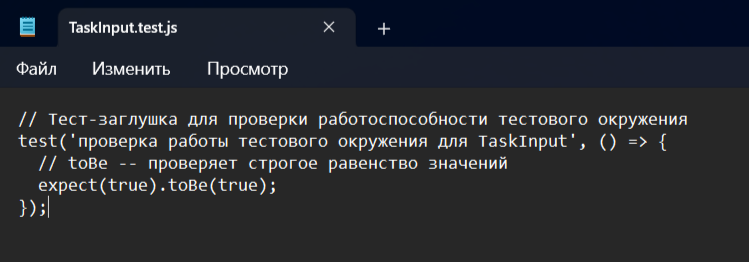 TaskInput.test.js
Файл Изменить Просмотр
// Тест-заглушка для проверки работоспособности тестового окружения
test('проверка работы тестового окружения для TaskInput', () => {
  // toBe -- проверяет строгое равенство значений
  expect(true).toBe(true);
});